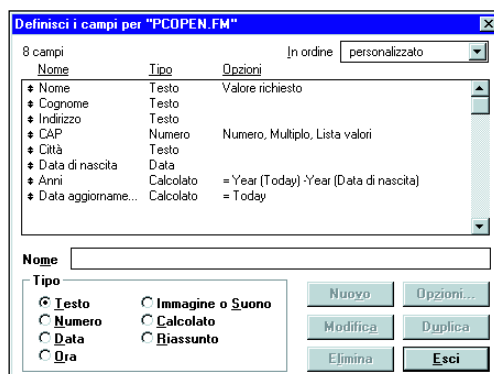 Definisci i campi per "PCOPEN.FM"
8 campi In ordine personalizzato
Nome Tipo Opzioni
Nome Testo Valore richiesto
Cognome Testo
Indirizzo Testo
CAP Numero Numero, Multiplo, Lista valori
Città Testo
Data di nascita Data
Anni Calcolato = Year (Today) -Year (Data di nascita)
Data aggiorname... Calcolato = Today
Nome
Tipo
Testo Immagine o Suono
Numero Calcolato
Data Riassunto
Ora
Nuovo Opzioni...
Modifica Duplica
Elimina Esci